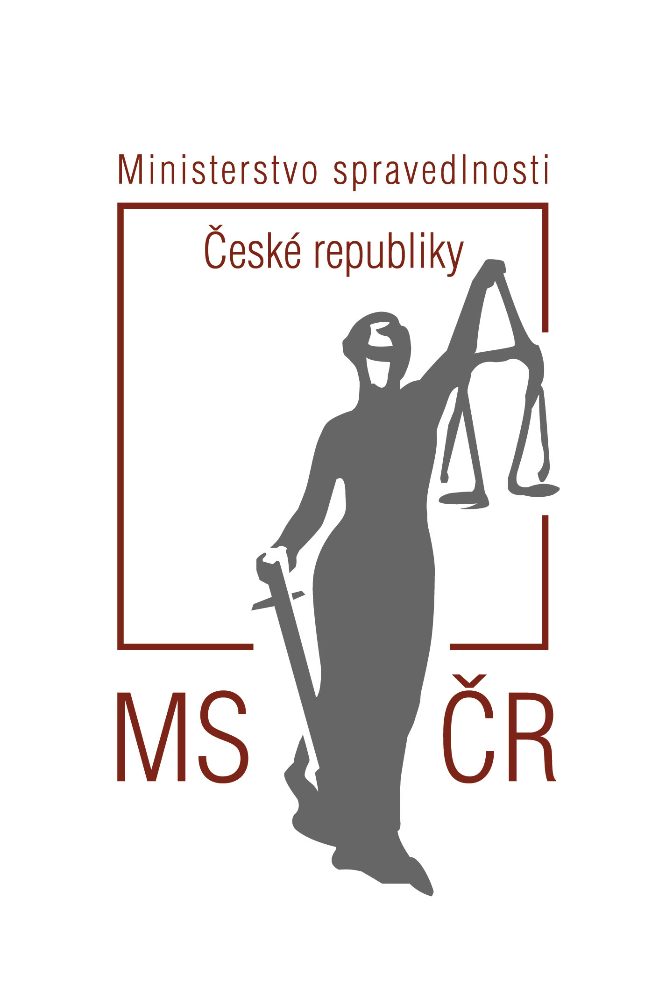 Ministerstvo spravedlnosti
České republiky
MS ČR